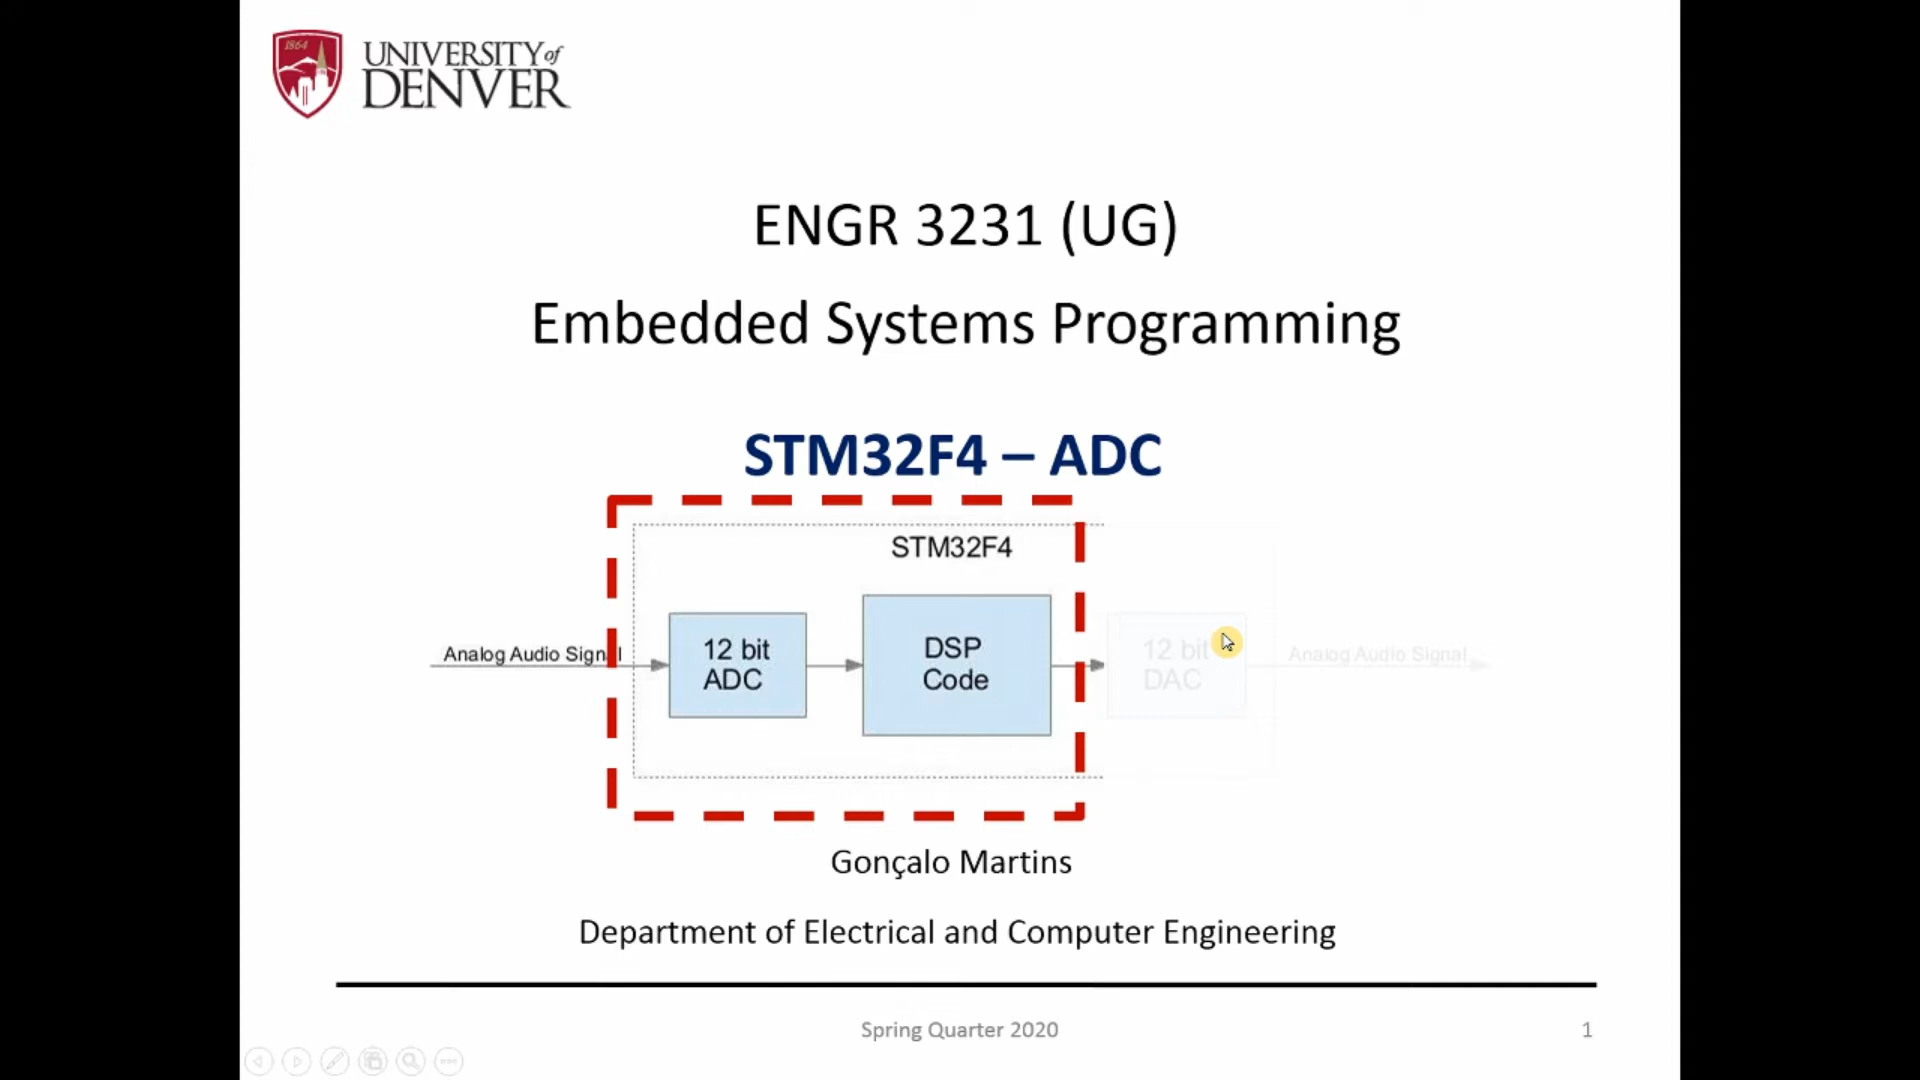 1864
UNIVERSITY of
DENVER
ENGR 3231 (UG)
Embedded Systems Programming
STM32F4 – ADC
STM32F4
Analog Audio Signal
12 bit
ADC
DSP
Code
12 bit
DAC
Analog Audio Signal
Gonçalo Martins
Department of Electrical and Computer Engineering
Spring Quarter 2020
1